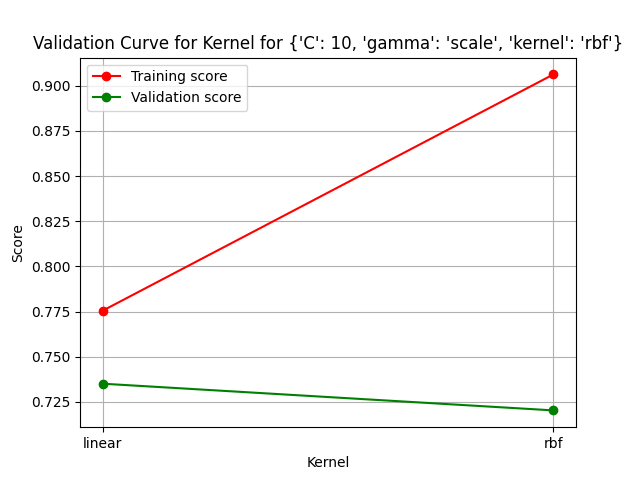 Validation Curve for Kernel for {'C': 10, 'gamma': 'scale', 'kernel': 'rbf'}
Training score
Validation score
0.900
0.875
0.850
0.825
0.800
0.775
0.750
0.725
Score
linear
rbf
Kernel